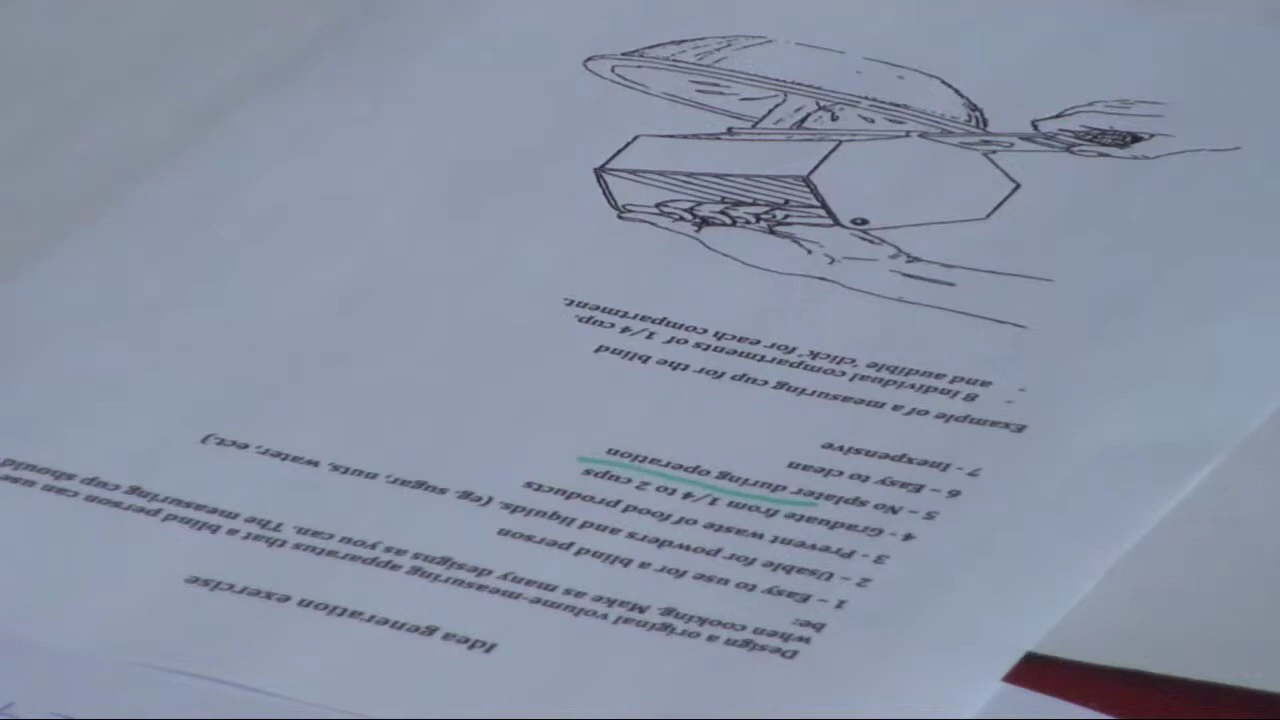 Idea generation exercise
Design a original volume-measuring apparatus that a blind person can use
when cooking. Make as many designs as you can. The measuring cup should
be:
1 – Easy to use for a blind person
2 – Usable for powders and liquids. (eg. sugar, nuts, water, ect.)
3 - Prevent waste of food products
4 - Graduate from 1/4 to 2 cups
5 – No splater during operation
6 – Easy to clean
7 - Inexpensive
Example of a measuring cup for the blind
- 8 individual compartments of 1/4 cup.
- and audible 'click' for each compartment.